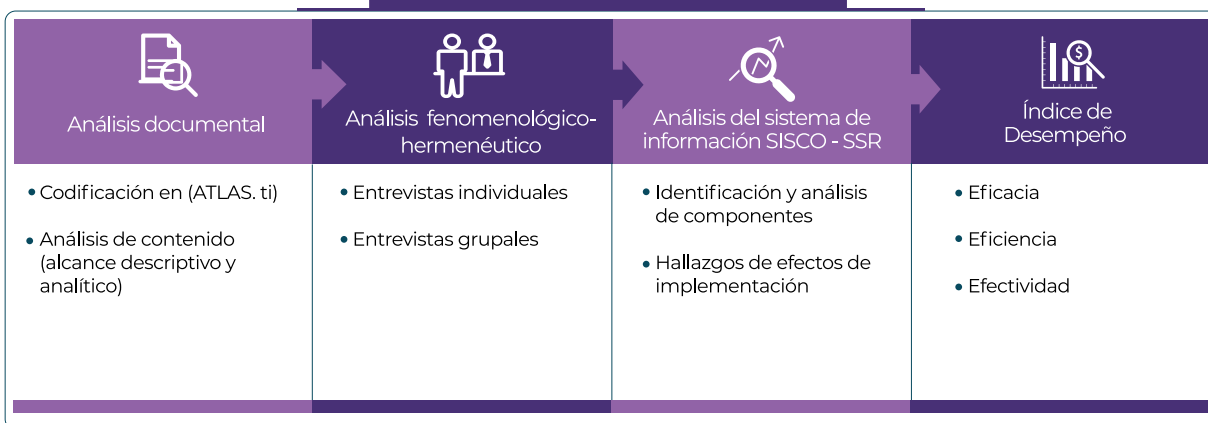 Análisis documental
• Codificación en (ATLAS. ti)
• Análisis de contenido
(alcance descriptivo y
analítico)
Análisis fenomenológico-
hermenéutico
• Entrevistas individuales
• Entrevistas grupales
Análisis del sistema de
información SISCO - SSR
• Identificación y análisis
de componentes
• Hallazgos de efectos de
implementación
$
Índice de
Desempeño
• Eficacia
• Eficiencia
• Efectividad